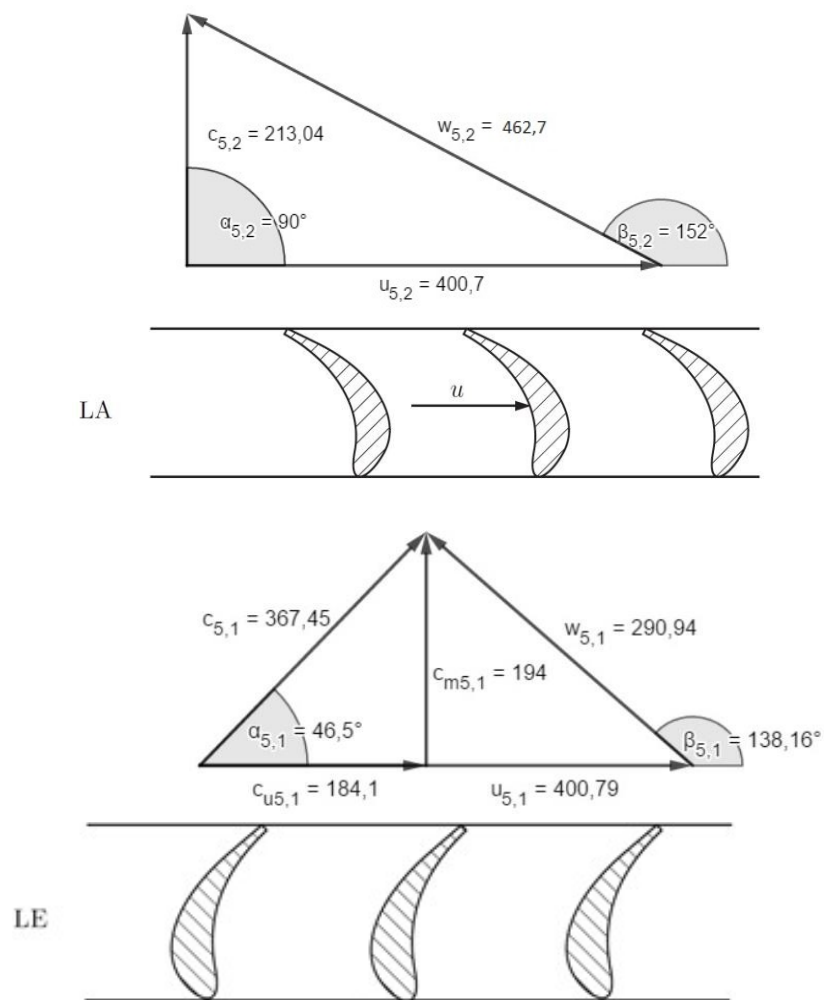 c5,2 = 213,04
w5,2 = 462,7
α5,2 = 90°
β5,2 = 152°
u5,2 = 400,7
u
LA
c5,1 = 367,45
w5,1 = 290,94
cm5,1 = 194
α5,1 = 46,5°
β5,1 = 138,16°
cu5,1 = 184,1
u5,1 = 400,79
LE